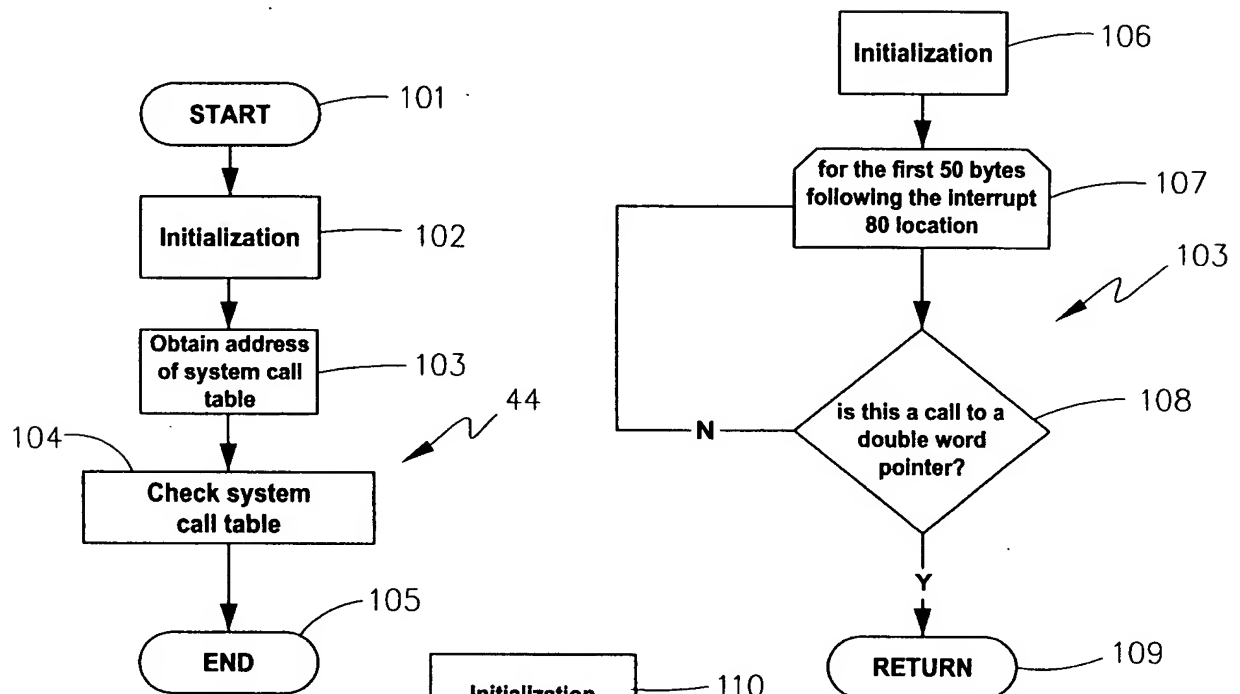 START
101
Initialization
102
Obtain address
of system call
table
103
44
104
Check system
call table
105
END
Initialization
106
for the first 50 bytes
following the interrupt
80 location
107
103
is this a call to a
double word
pointer?
108
N
Y
RETURN
109
Initialization
110